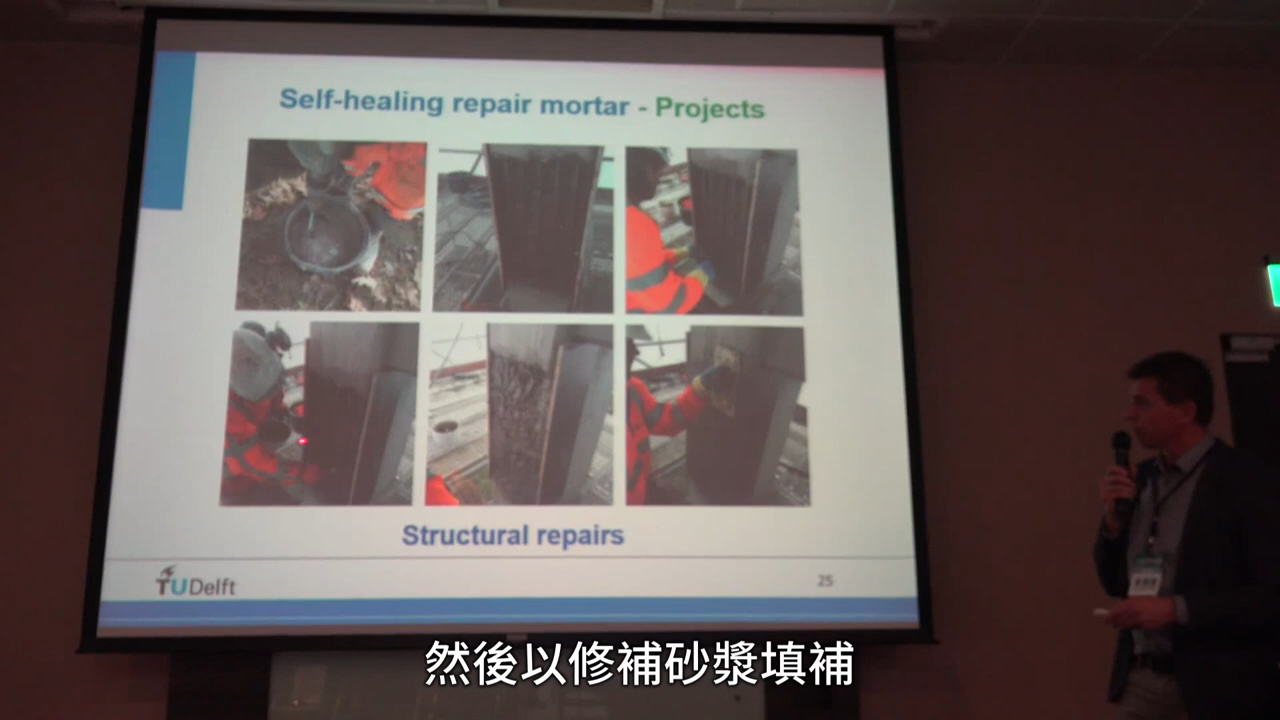 Self-healing repair mortar - Projects
Structural repairs
TUDelft
25
然後以修補砂漿填補